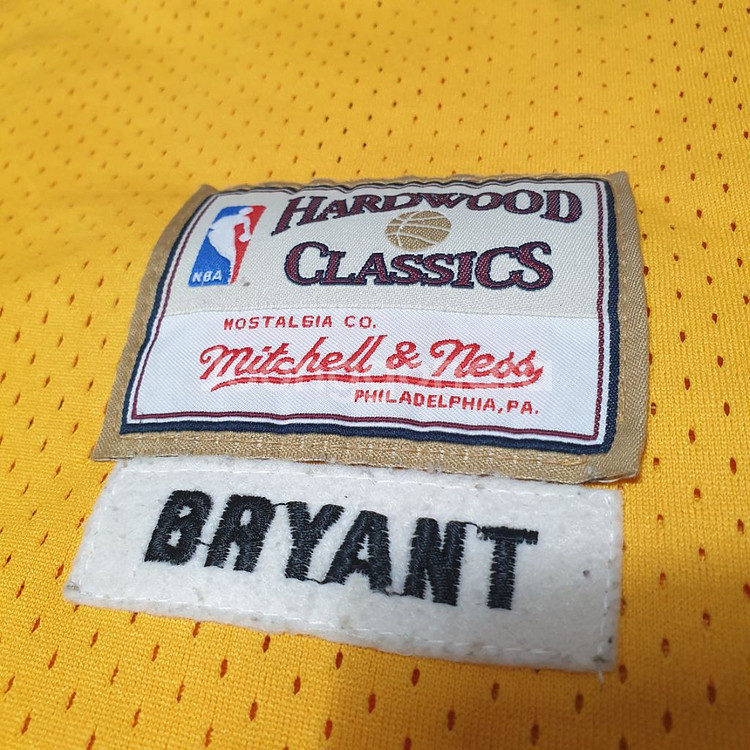 HARDWOOD
CLASSICS
NBA
NOSTALGIA CO.
Mitchell & Ness
PHILADELPHIA, PA.
BRYANT